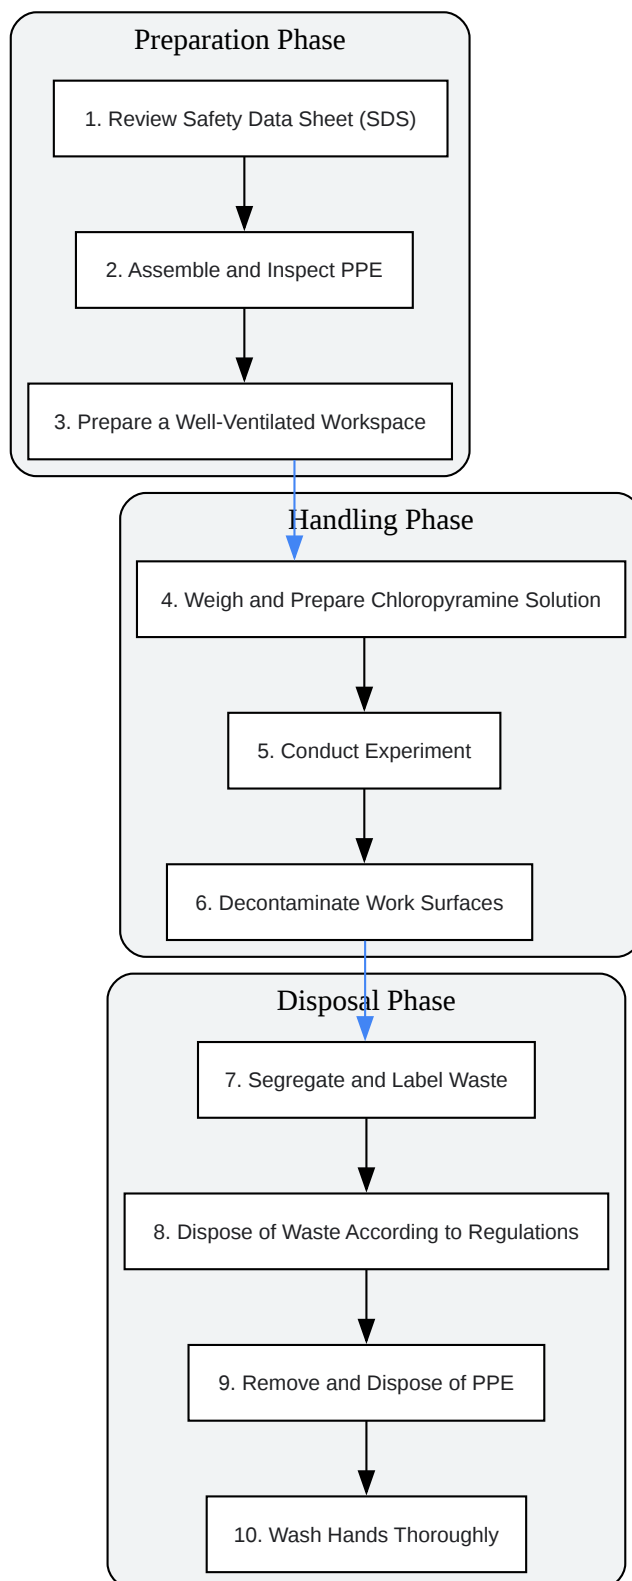 Preparation Phase
1. Review Safety Data Sheet (SDS)
2. Assemble and Inspect PPE
3. Prepare a Well-Ventilated Workspace
Handling Phase
4. Weigh and Prepare Chloropyramine Solution
5. Conduct Experiment
6. Decontaminate Work Surfaces
Disposal Phase
7. Segregate and Label Waste
8. Dispose of Waste According to Regulations
9. Remove and Dispose of PPE
10. Wash Hands Thoroughly